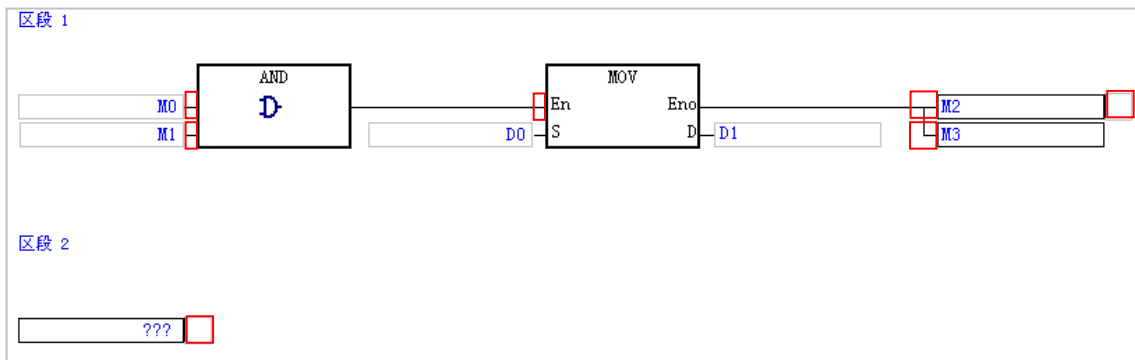 区段 1
AND MOV
M0 En Eno M2
M1 D0 S D D1 M3
区段 2
???